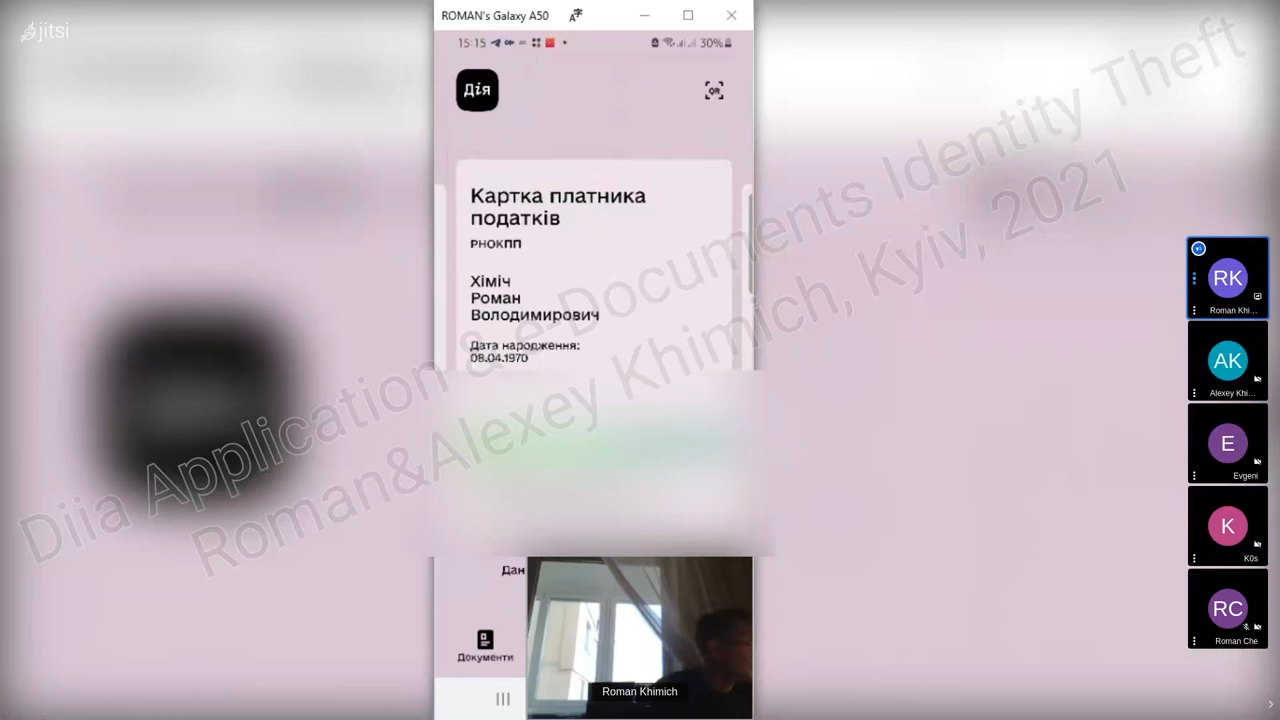 jitsi
ROMAN's Galaxy A50
15:15
30%
Дія
QR
Картка платника
податків
РНОКПП
Хіміч
Роман
Володимирович
Дата народження:
08.04.1970
Дан
Документи
Roman Khimich
Diia Application & e-Documents Identity Theft
Roman&Alexey Khimich, Kyiv, 2021
RK
Roman Khi...
AK
Alexey Khi...
E
Evgeni
K
K0s
RC
Roman Che